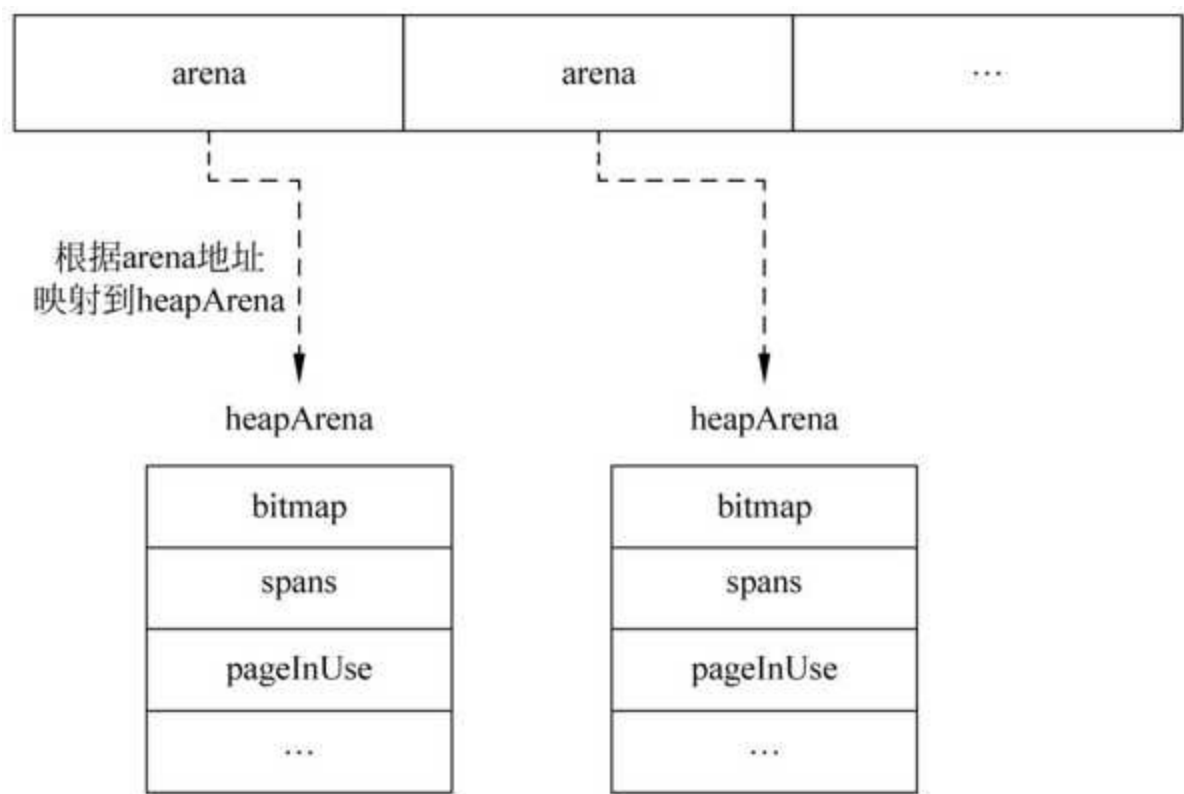 arena
arena
…
根据arena地址
映射到heapArena
heapArena
heapArena
bitmap
bitmap
spans
spans
pageInUse
pageInUse
…
…